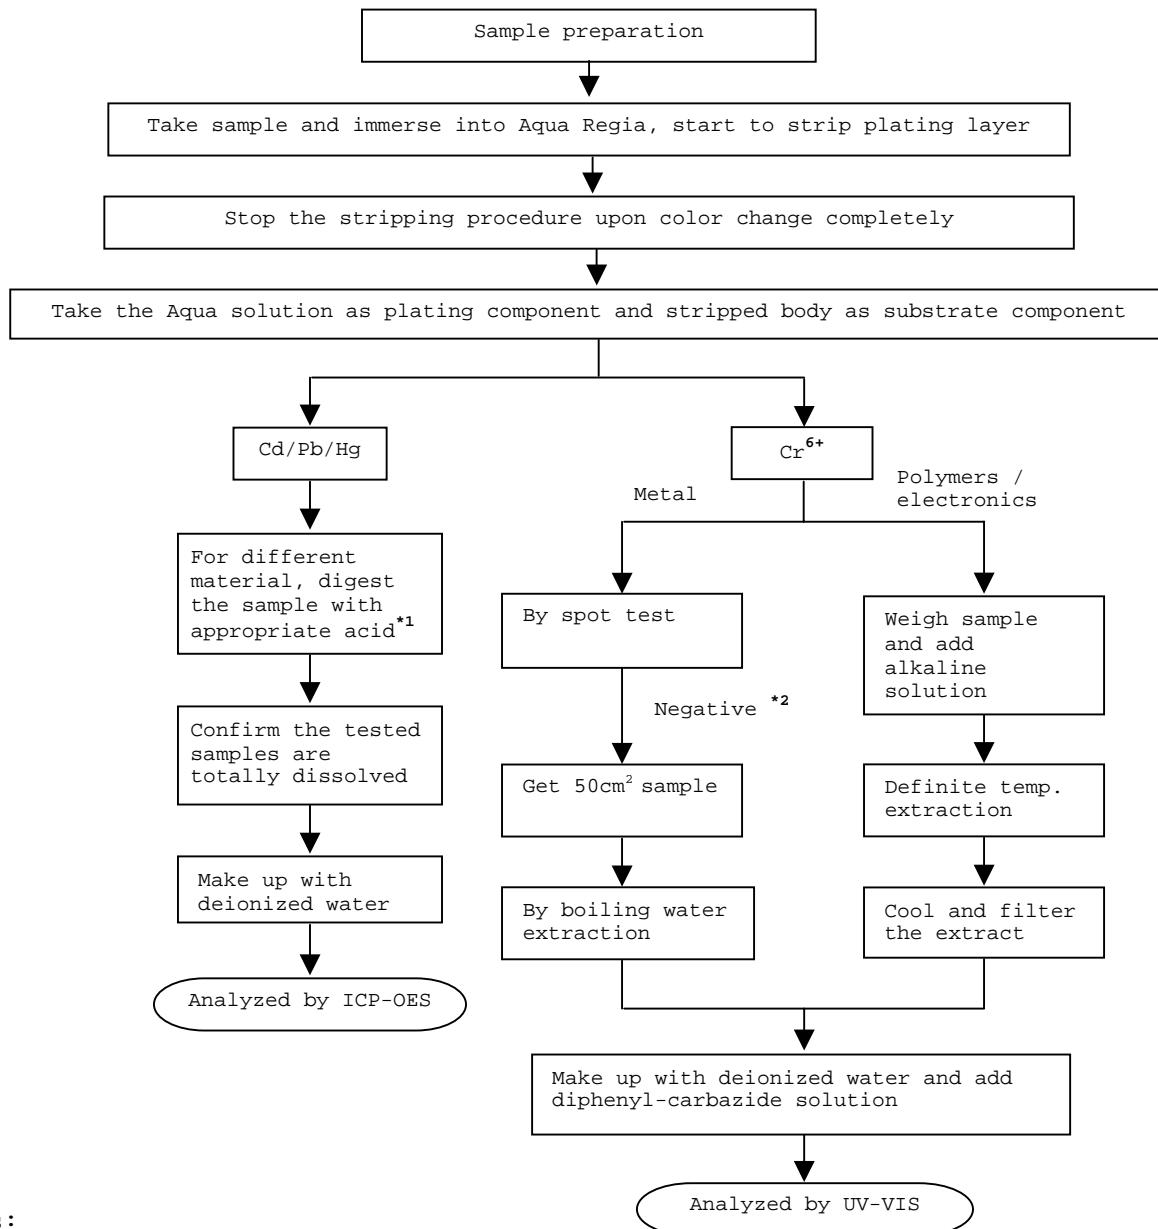 Sample preparation
Take sample and immerse into Aqua Regia, start to strip plating layer
Stop the stripping procedure upon color change completely
Take the Aqua solution as plating component and stripped body as substrate component
Cd/Pb/Hg
For different
material, digest
the sample with
appropriate acid*1
Confirm the tested
samples are
totally dissolved
Make up with
deionized water
Analyzed by ICP-OES
Cr6+
Metal
By spot test
Negative *2
Get 50cm2 sample
By boiling water
extraction
Polymers /
electronics
Weigh sample
and add
alkaline
solution
Definite temp.
extraction
Cool and filter
the extract
Make up with deionized water and add
diphenyl-carbazide solution
Analyzed by UV-VIS